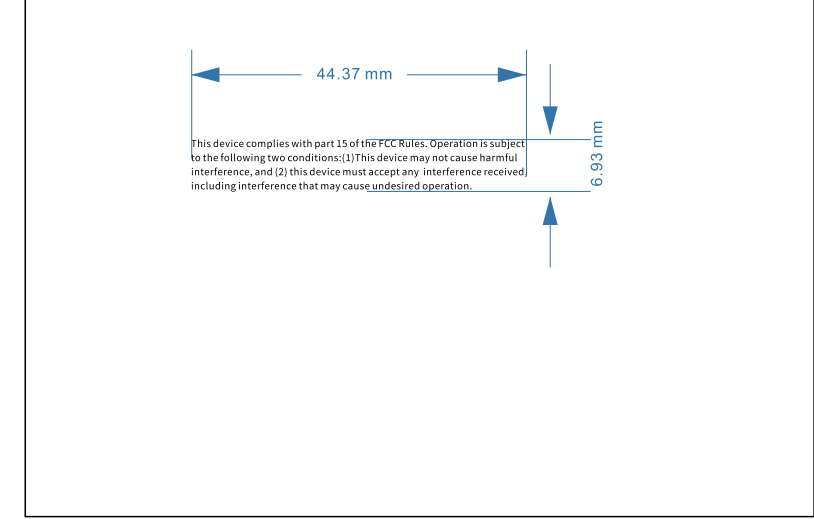 44.37 mm
6.93 mm
This device complies with part 15 of the FCC Rules. Operation is subject
to the following two conditions:(1)This device may not cause harmful
interference, and (2) this device must accept any  interference received,
including interference that may cause undesired operation.